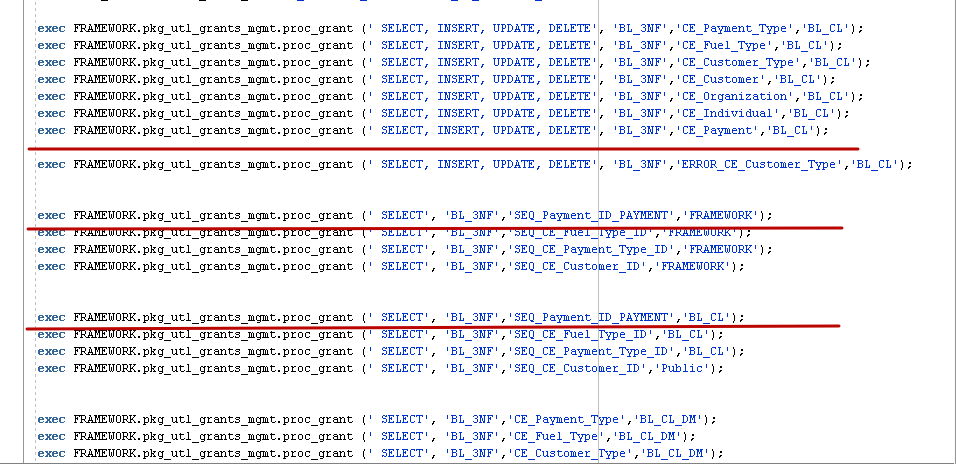 exec FRAMEWORK.pkg_utl_grants_mgmt.proc_grant (' SELECT, INSERT, UPDATE, DELETE', 'BL_3NF','CE_Payment_Type','BL_CL');
exec FRAMEWORK.pkg_utl_grants_mgmt.proc_grant (' SELECT, INSERT, UPDATE, DELETE', 'BL_3NF','CE_Fuel_Type','BL_CL');
exec FRAMEWORK.pkg_utl_grants_mgmt.proc_grant (' SELECT, INSERT, UPDATE, DELETE', 'BL_3NF','CE_Customer_Type','BL_CL');
exec FRAMEWORK.pkg_utl_grants_mgmt.proc_grant (' SELECT, INSERT, UPDATE, DELETE', 'BL_3NF','CE_Customer','BL_CL');
exec FRAMEWORK.pkg_utl_grants_mgmt.proc_grant (' SELECT, INSERT, UPDATE, DELETE', 'BL_3NF','CE_Organization','BL_CL');
exec FRAMEWORK.pkg_utl_grants_mgmt.proc_grant (' SELECT, INSERT, UPDATE, DELETE', 'BL_3NF','CE_Individual','BL_CL');
exec FRAMEWORK.pkg_utl_grants_mgmt.proc_grant (' SELECT, INSERT, UPDATE, DELETE', 'BL_3NF','CE_Payment','BL_CL');
exec FRAMEWORK.pkg_utl_grants_mgmt.proc_grant (' SELECT, INSERT, UPDATE, DELETE', 'BL_3NF','ERROR_CE_Customer_Type','BL_CL');
exec FRAMEWORK.pkg_utl_grants_mgmt.proc_grant (' SELECT', 'BL_3NF','SEQ_Payment_ID_PAYMENT','FRAMEWORK');
exec FRAMEWORK.pkg_utl_grants_mgmt.proc_grant (' SELECT', 'BL_3NF','SEQ_CE_Fuel_Type_ID','FRAMEWORK');
exec FRAMEWORK.pkg_utl_grants_mgmt.proc_grant (' SELECT', 'BL_3NF','SEQ_CE_Payment_Type_ID','FRAMEWORK');
exec FRAMEWORK.pkg_utl_grants_mgmt.proc_grant (' SELECT', 'BL_3NF','SEQ_CE_Customer_ID','FRAMEWORK');
exec FRAMEWORK.pkg_utl_grants_mgmt.proc_grant (' SELECT', 'BL_3NF','SEQ_Payment_ID_PAYMENT','BL_CL');
exec FRAMEWORK.pkg_utl_grants_mgmt.proc_grant (' SELECT', 'BL_3NF','SEQ_CE_Fuel_Type_ID','BL_CL');
exec FRAMEWORK.pkg_utl_grants_mgmt.proc_grant (' SELECT', 'BL_3NF','SEQ_CE_Payment_Type_ID','BL_CL');
exec FRAMEWORK.pkg_utl_grants_mgmt.proc_grant (' SELECT', 'BL_3NF','SEQ_CE_Customer_ID','Public');
exec FRAMEWORK.pkg_utl_grants_mgmt.proc_grant (' SELECT', 'BL_3NF','CE_Payment_Type','BL_CL_DM');
exec FRAMEWORK.pkg_utl_grants_mgmt.proc_grant (' SELECT', 'BL_3NF','CE_Fuel_Type','BL_CL_DM');
exec FRAMEWORK.pkg_utl_grants_mgmt.proc_grant (' SELECT', 'BL_3NF','CE_Customer_Type','BL_CL_DM');